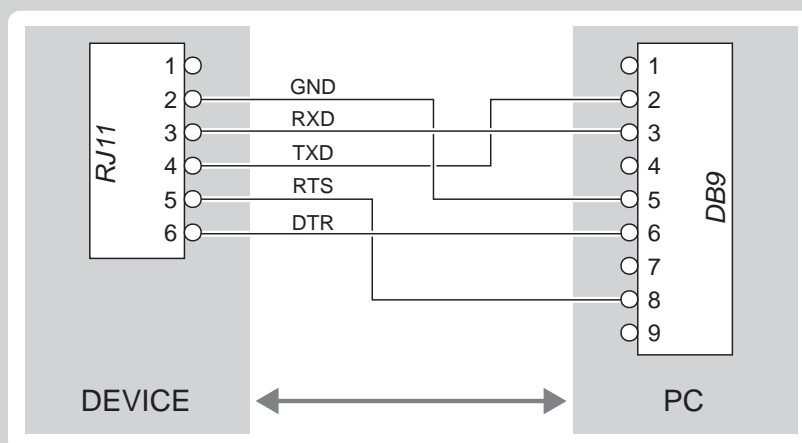 RJ11
1
2
3
4
5
6
GND
RXD
TXD
RTS
DTR
1
2
3
4
5
6
7
8
9
DB9
DEVICE
PC